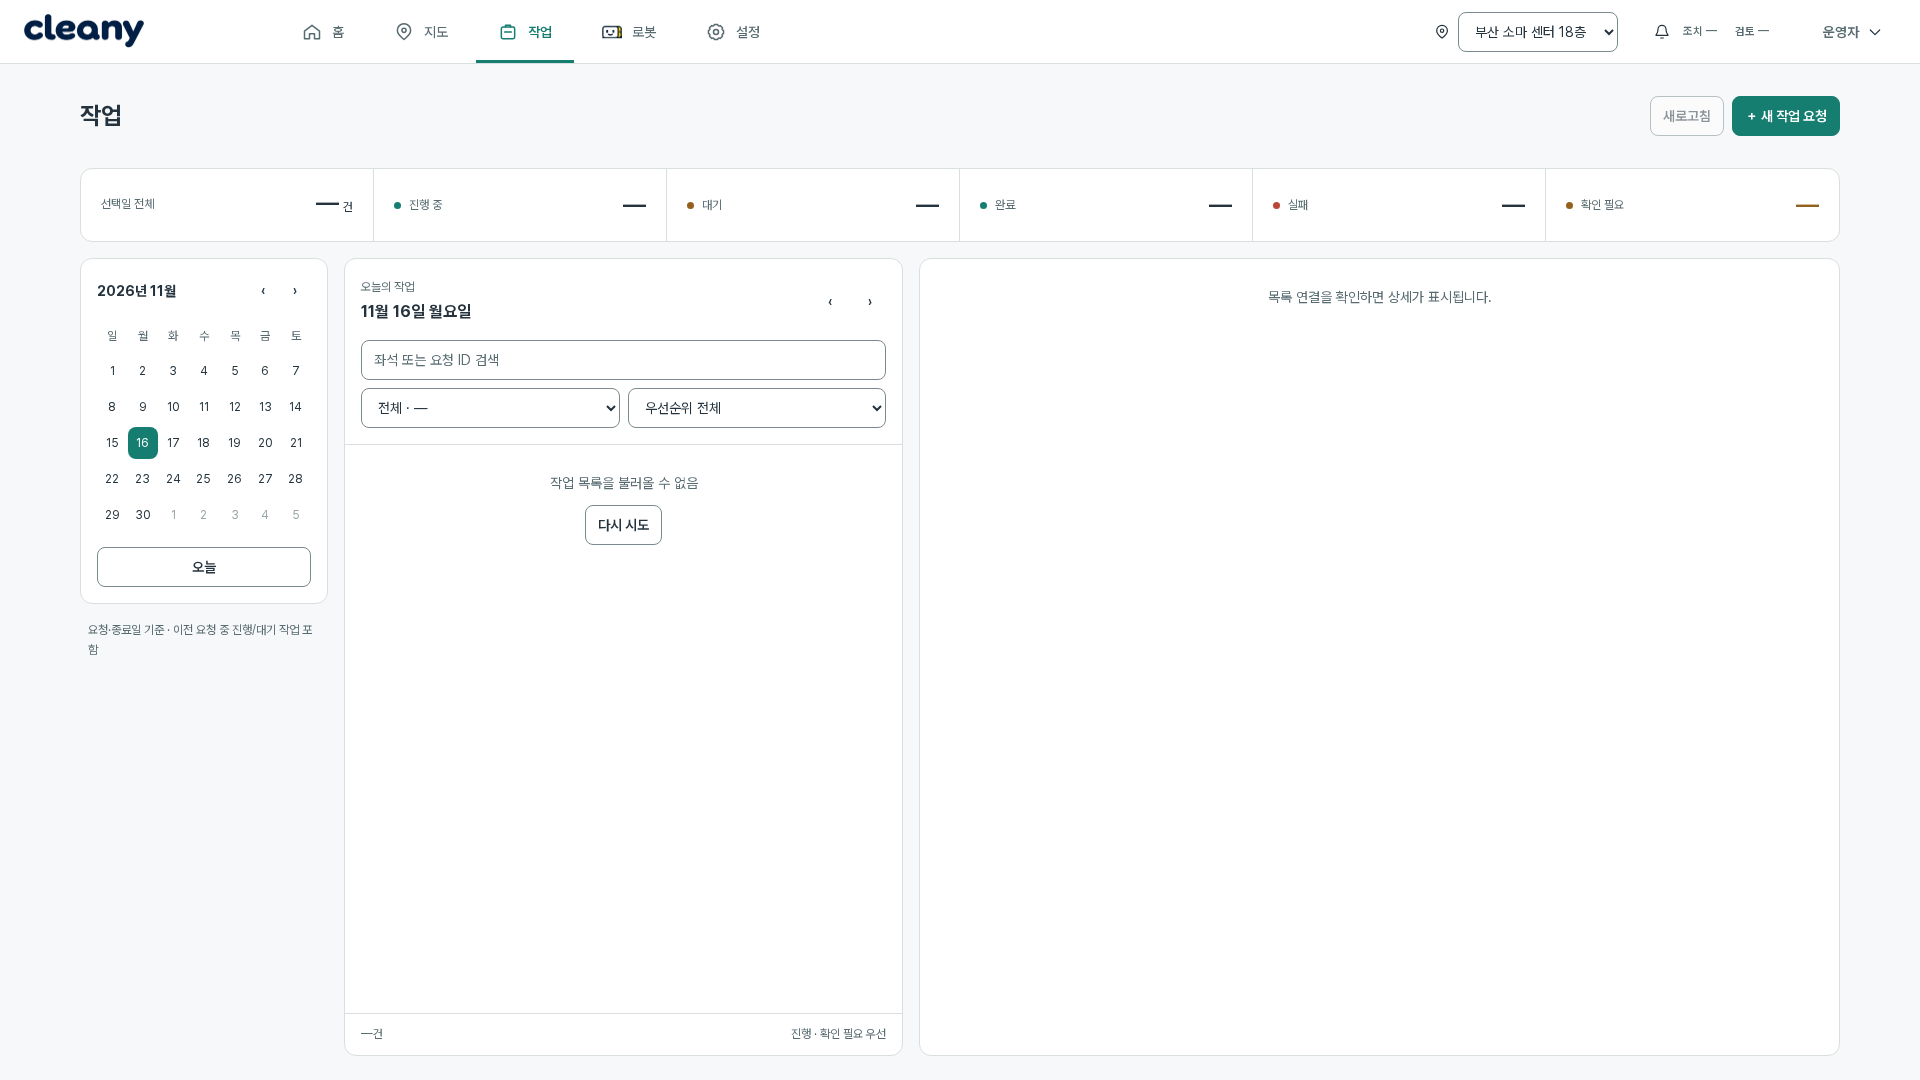 cleany
홈
지도
작업
로봇
설정
부산 소마 센터 18층
조치 —
검토 —
운영자
작업
새로고침
+ 새 작업 요청
선택일 전체 — 건
진행 중 —
대기 —
완료 —
실패 —
확인 필요 —
2026년 11월 ‹ ›
일 월 화 수 목 금 토
1 2 3 4 5 6 7
8 9 10 11 12 13 14
15 16 17 18 19 20 21
22 23 24 25 26 27 28
29 30 1 2 3 4 5
오늘
요청·종료일 기준 · 이전 요청 중 진행/대기 작업 포
함
오늘의 작업
11월 16일 월요일 ‹ ›
좌석 또는 요청 ID 검색
전체 · —
우선순위 전체
작업 목록을 불러올 수 없음
다시 시도
—건
진행 · 확인 필요 우선
목록 연결을 확인하면 상세가 표시됩니다.